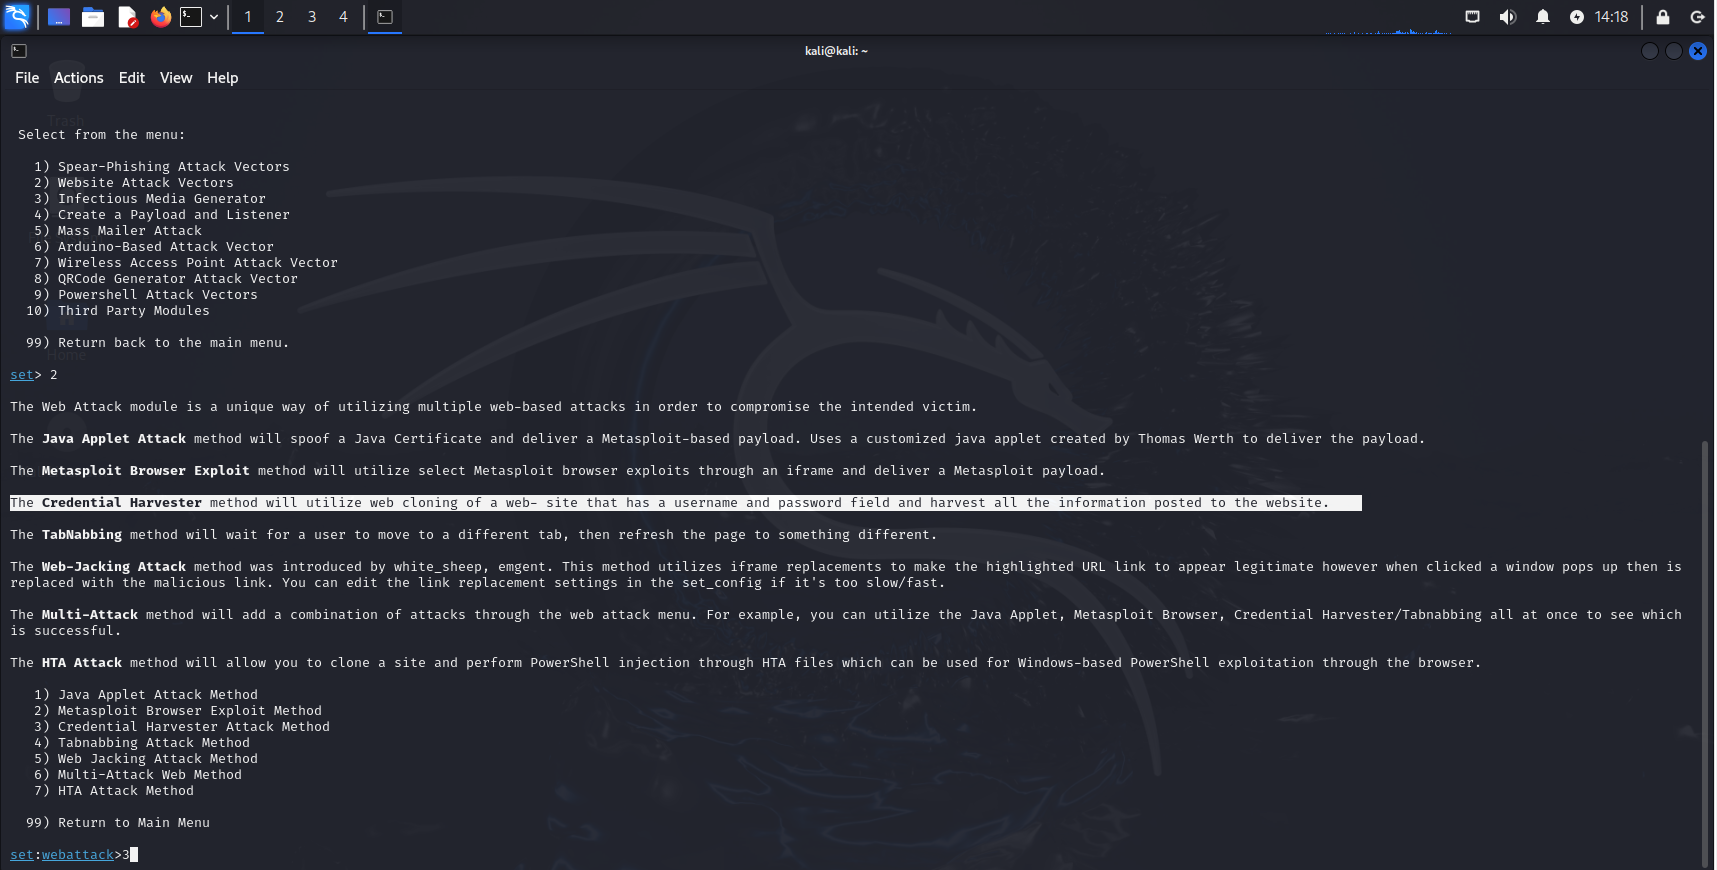 1 2 3 4 14:18
kali@kali: ~
File Actions Edit View Help
Trash
Select from the menu:
1) Spear-Phishing Attack Vectors
2) Website Attack Vectors
3) Infectious Media Generator
4) Create a Payload and Listener
5) Mass Mailer Attack
6) Arduino-Based Attack Vector
7) Wireless Access Point Attack Vector
8) QRCode Generator Attack Vector
9) Powershell Attack Vectors
10) Third Party Modules
99) Return back to the main menu.
Home
set> 2
The Web Attack module is a unique way of utilizing multiple web-based attacks in order to compromise the intended victim.
The Java Applet Attack method will spoof a Java Certificate and deliver a Metasploit-based payload. Uses a customized java applet created by Thomas Werth to deliver the payload.
The Metasploit Browser Exploit method will utilize select Metasploit browser exploits through an iframe and deliver a Metasploit payload.
The Credential Harvester method will utilize web cloning of a web- site that has a username and password field and harvest all the information posted to the website.
The TabNabbing method will wait for a user to move to a different tab, then refresh the page to something different.
The Web-Jacking Attack method was introduced by white_sheep, emgent. This method utilizes iframe replacements to make the highlighted URL link to appear legitimate however when clicked a window pops up then is
replaced with the malicious link. You can edit the link replacement settings in the set_config if it's too slow/fast.
The Multi-Attack method will add a combination of attacks through the web attack menu. For example, you can utilize the Java Applet, Metasploit Browser, Credential Harvester/Tabnabbing all at once to see which
is successful.
The HTA Attack method will allow you to clone a site and perform PowerShell injection through HTA files which can be used for Windows-based PowerShell exploitation through the browser.
1) Java Applet Attack Method
2) Metasploit Browser Exploit Method
3) Credential Harvester Attack Method
4) Tabnabbing Attack Method
5) Web Jacking Attack Method
6) Multi-Attack Web Method
7) HTA Attack Method
99) Return to Main Menu
set:webattack>3